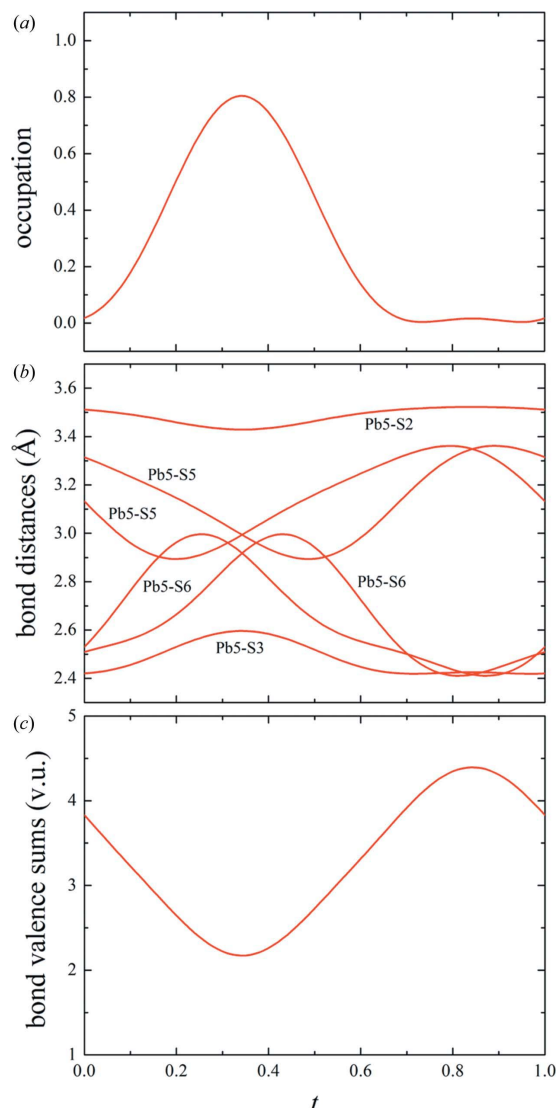 (a)
1.0
0.8
0.6
0.4
0.2
0.0
occupation
(b)
3.6
3.4
3.2
3.0
2.8
2.6
2.4
bond distances (Å)
Pb5-S2
Pb5-S5
Pb5-S5
Pb5-S6
Pb5-S6
Pb5-S3
(c)
5
4
3
2
1
bond valence sums (v.u.)
0.0 0.2 0.4 0.6 0.8 1.0
t